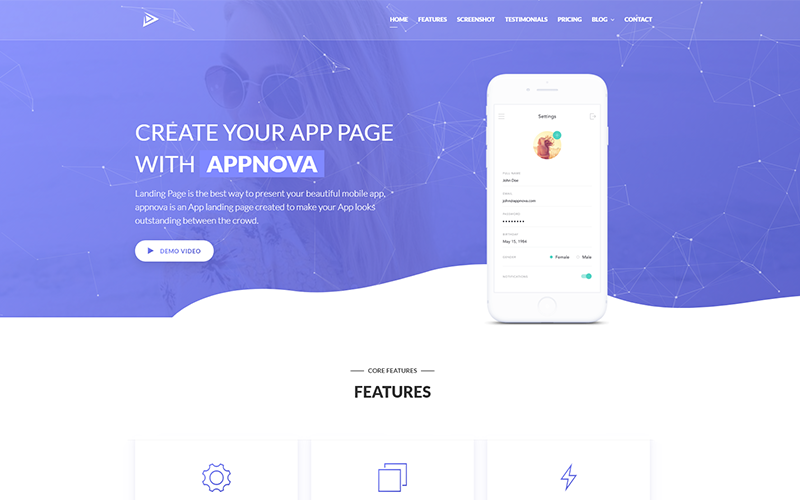 HOME FEATURES SCREENSHOT TESTIMONIALS PRICING BLOG CONTACT
CREATE YOUR APP PAGE
WITH APPNOVA
Landing Page is the best way to present your beautiful mobile app,
appnova is an App landing page created to make your App looks
outstanding between the crowd.
DEMO VIDEO
Settings
FULL NAME
John Doe
EMAIL
john@appnova.com
PASSWORD
BIRTHDAY
May 15, 1984
GENDER Female Male
NOTIFICATIONS
CORE FEATURES
FEATURES